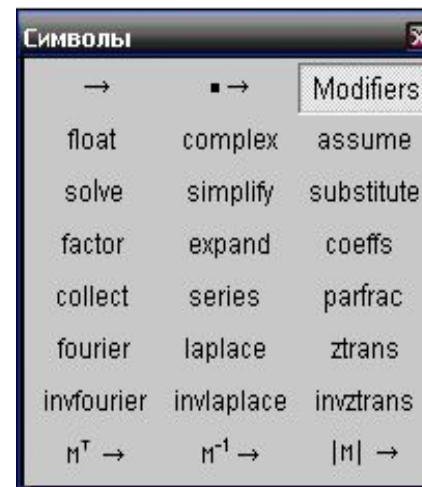 Символы
→ ▪→ Modifiers
float complex assume
solve simplify substitute
factor expand coeffs
collect series parfrac
fourier laplace ztrans
invfourier invlaplace invztrans
Mᵀ → M⁻¹ → |M| →